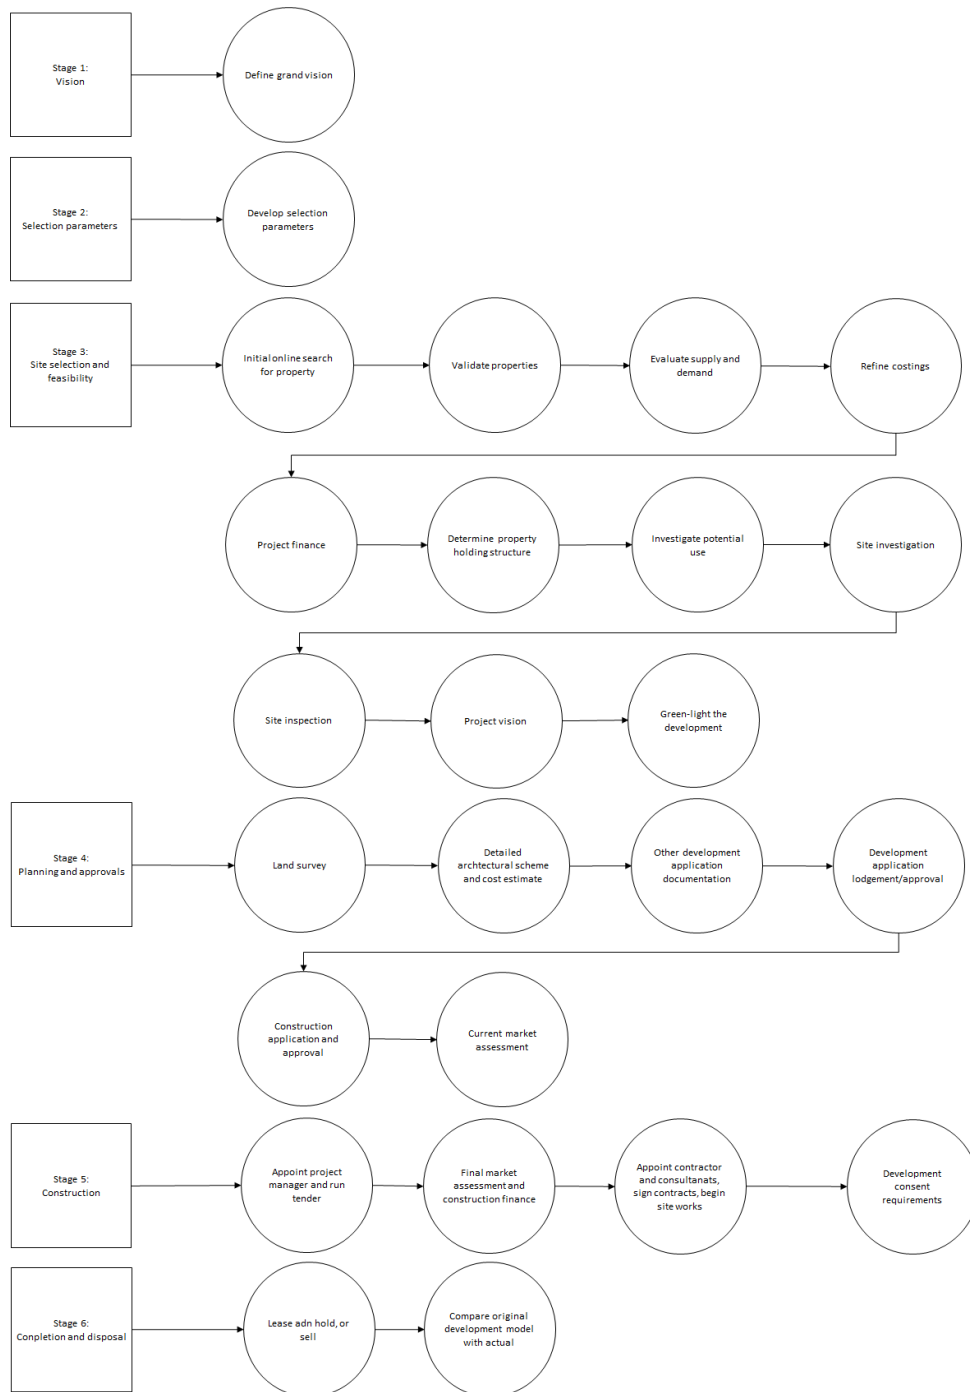 Stage 1:
Vision
Define grand vision
Stage 2:
Selection parameters
Develop selection
parameters
Stage 3:
Site selection and
feasibility
Initial online search
for property
Validate properties
Evaluate supply and
demand
Refine costings
Project finance
Determine property
holding structure
Investigate potential
use
Site investigation
Site inspection
Project vision
Green-light the
development
Stage 4:
Planning and approvals
Land survey
Detailed
archtectural scheme
and cost estimate
Other development
application
documentation
Development
application
lodgement/approval
Construction
application and
approval
Current market
assessment
Stage 5:
Construction
Appoint project
manager and run
tender
Final market
assessment and
construction finance
Appoint contractor
and consultanats,
sign contracts, begin
site works
Development
consent
requirements
Stage 6:
Conpletion and disposal
Lease adn hold, or
sell
Compare original
development model
with actual